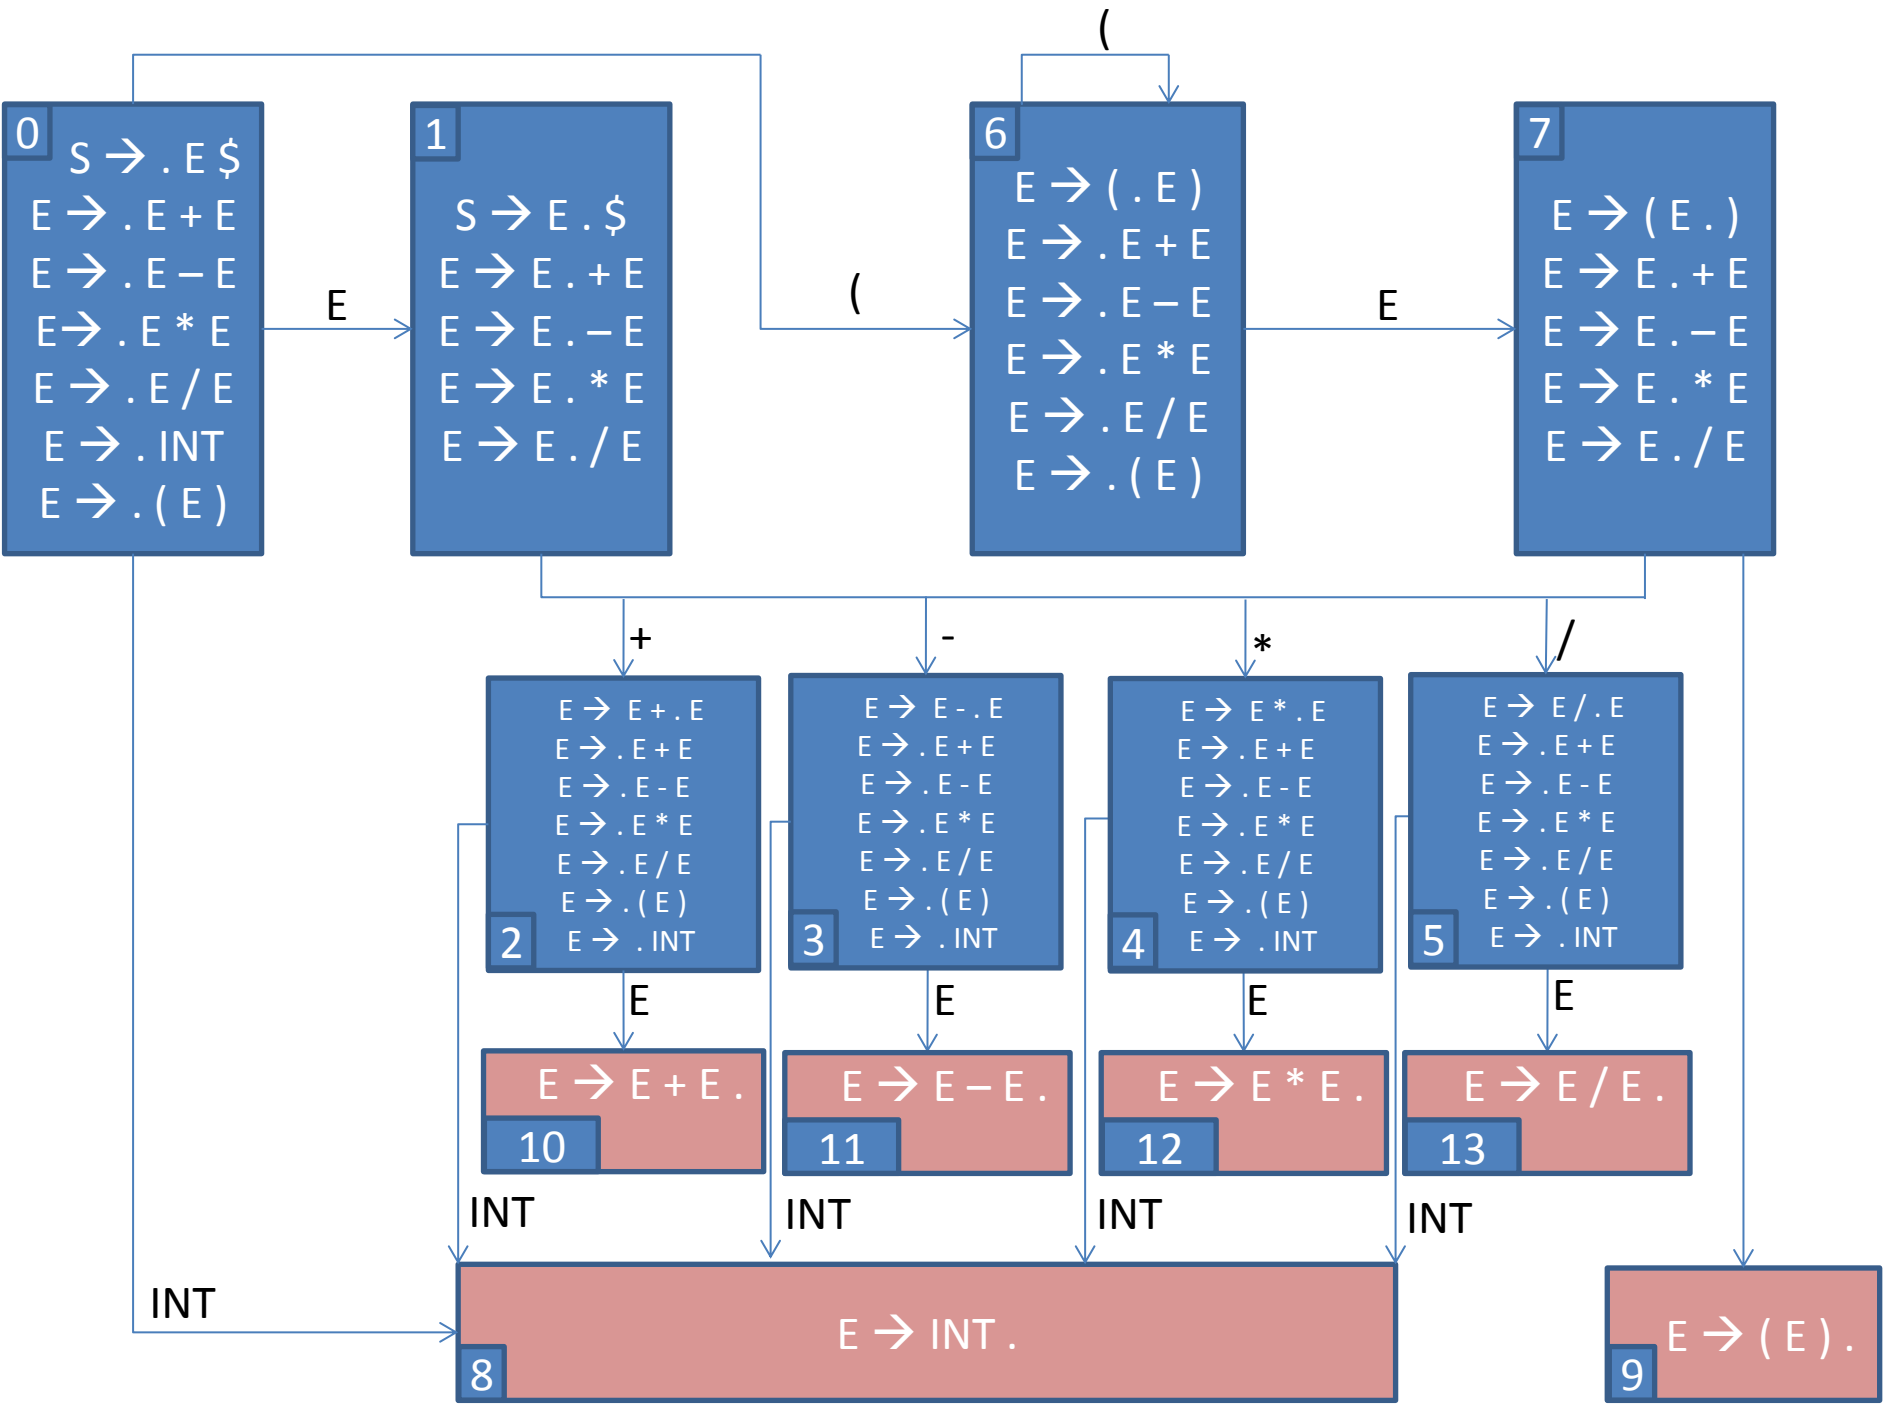 (
(
0
S → . E $
E → . E + E
E → . E – E
E→ . E * E
E → . E / E
E → . INT
E → . ( E )
E
1
S → E . $
E → E . + E
E → E . – E
E → E . * E
E → E . / E
6
E → ( . E )
E → . E + E
E → . E – E
E → . E * E
E → . E / E
E → . ( E )
E
7
E → ( E . )
E → E . + E
E → E . – E
E → E . * E
E → E . / E
+
-
*
/
E → E + . E
E → . E + E
E → . E - E
E → . E * E
E → . E / E
E → . ( E )
E → . INT
2
E → E - . E
E → . E + E
E → . E - E
E → . E * E
E → . E / E
E → . ( E )
E → . INT
3
E → E * . E
E → . E + E
E → . E - E
E → . E * E
E → . E / E
E → . ( E )
E → . INT
4
E → E / . E
E → . E + E
E → . E - E
E → . E * E
E → . E / E
E → . ( E )
E → . INT
5
E
E
E
E
E → E + E .
10
E → E – E .
11
E → E * E .
12
E → E / E .
13
INT
INT
INT
INT
INT
E → INT .
8
E → ( E ) .
9